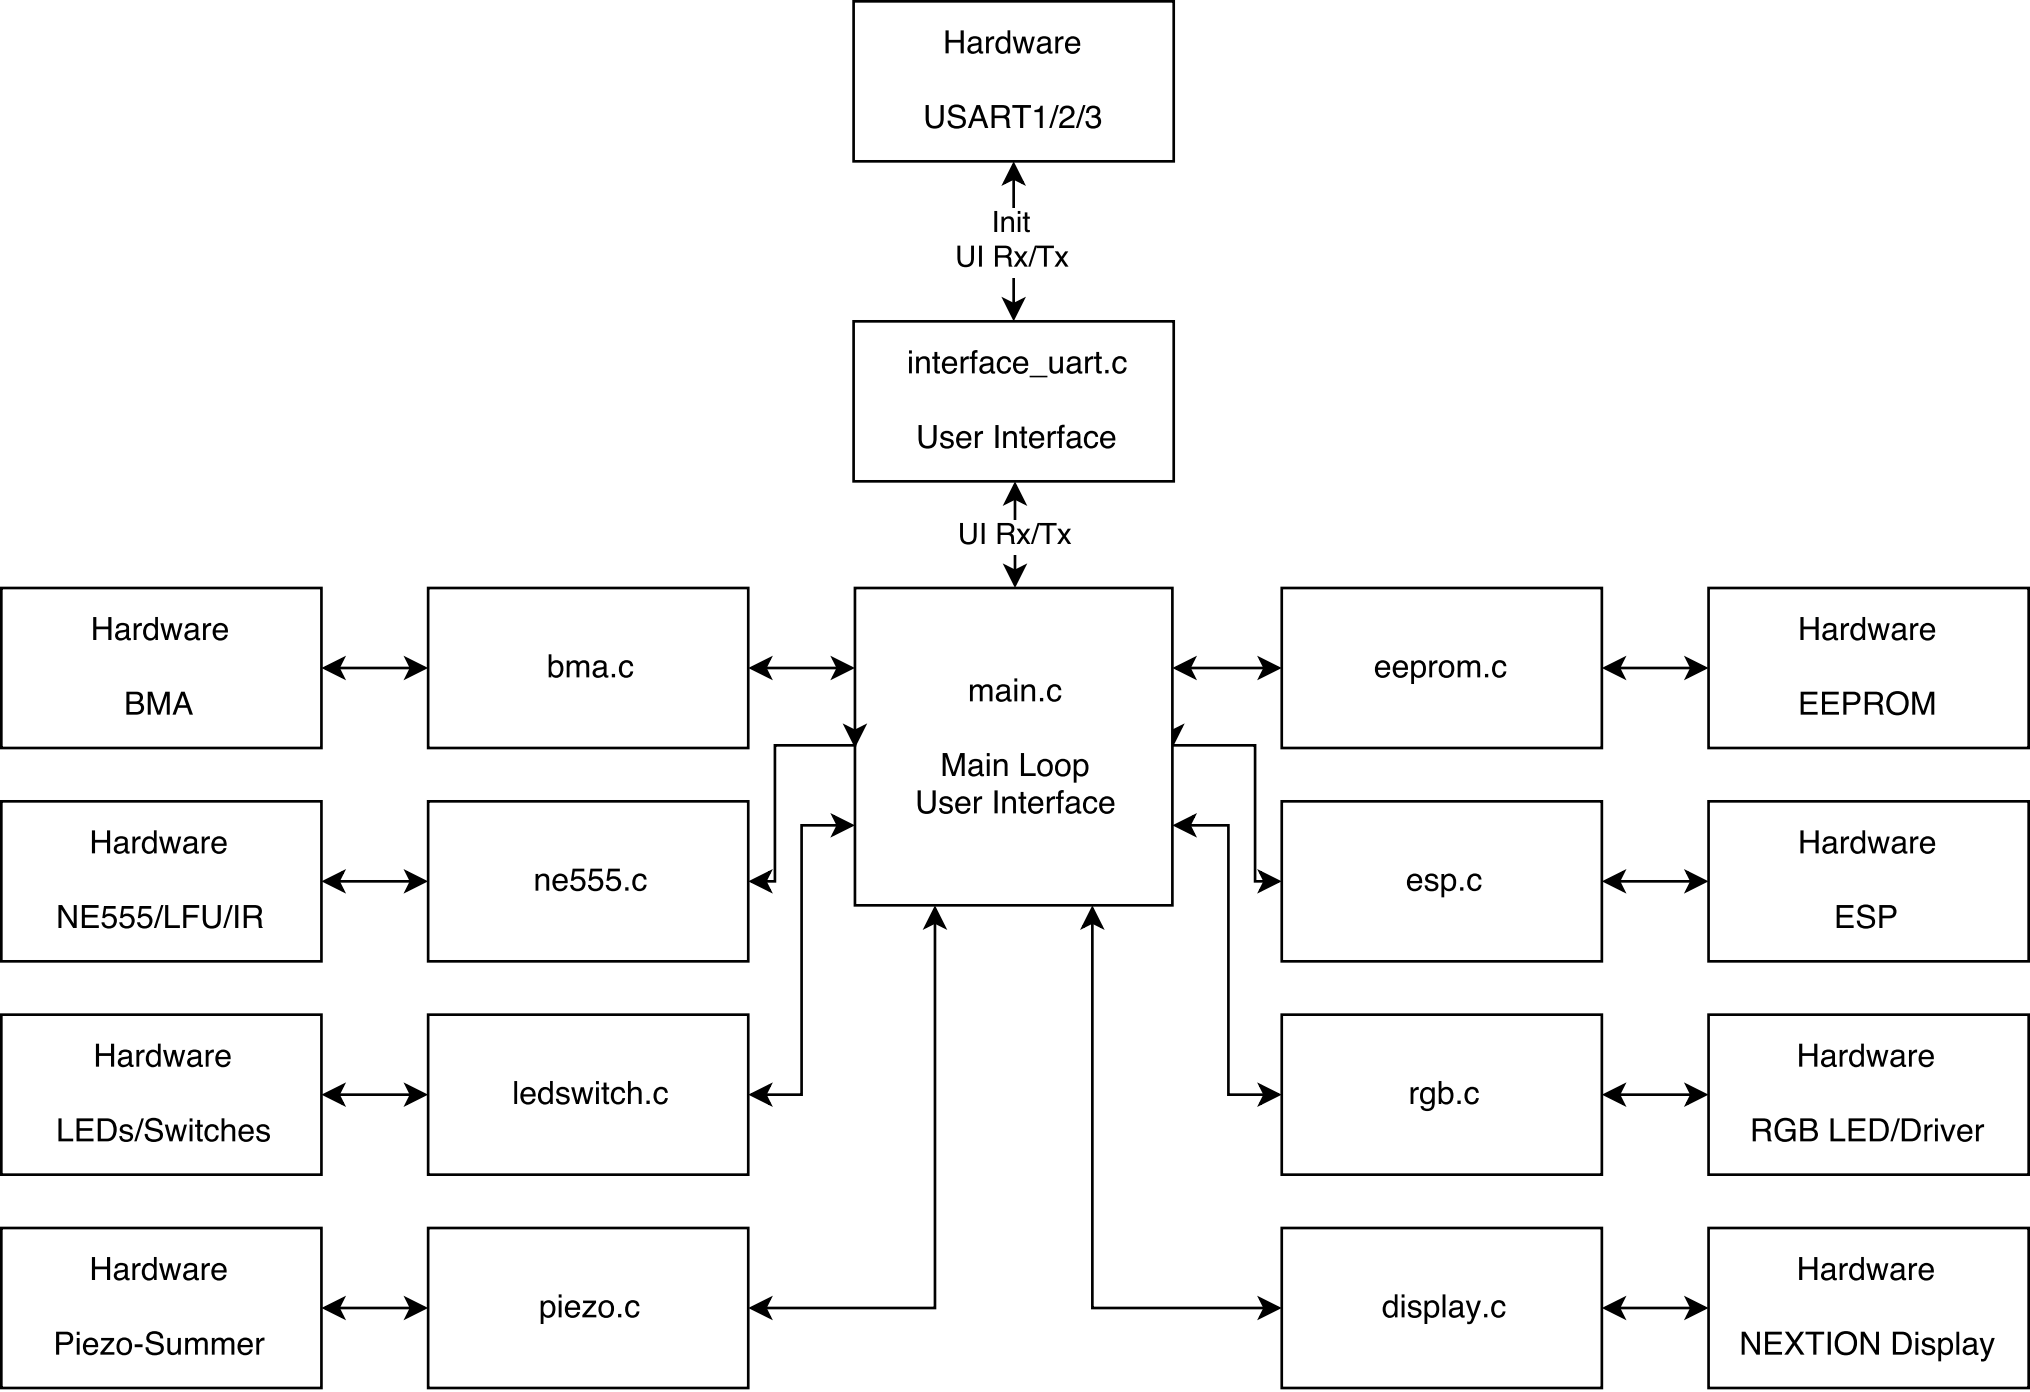 Hardware
USART1/2/3
Init
UI Rx/Tx
interface_uart.c
User Interface
UI Rx/Tx
Hardware
BMA
bma.c
main.c
Main Loop
User Interface
eeprom.c
Hardware
EEPROM
Hardware
NE555/LFU/IR
ne555.c
esp.c
Hardware
ESP
Hardware
LEDs/Switches
ledswitch.c
rgb.c
Hardware
RGB LED/Driver
Hardware
Piezo-Summer
piezo.c
display.c
Hardware
NEXTION Display